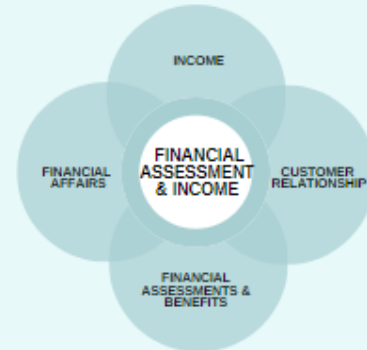 INCOME
FINANCIAL
AFFAIRS
FINANCIAL
ASSESSMENT
& INCOME
CUSTOMER
RELATIONSHIP
FINANCIAL
ASSESSMENTS &
BENEFITS